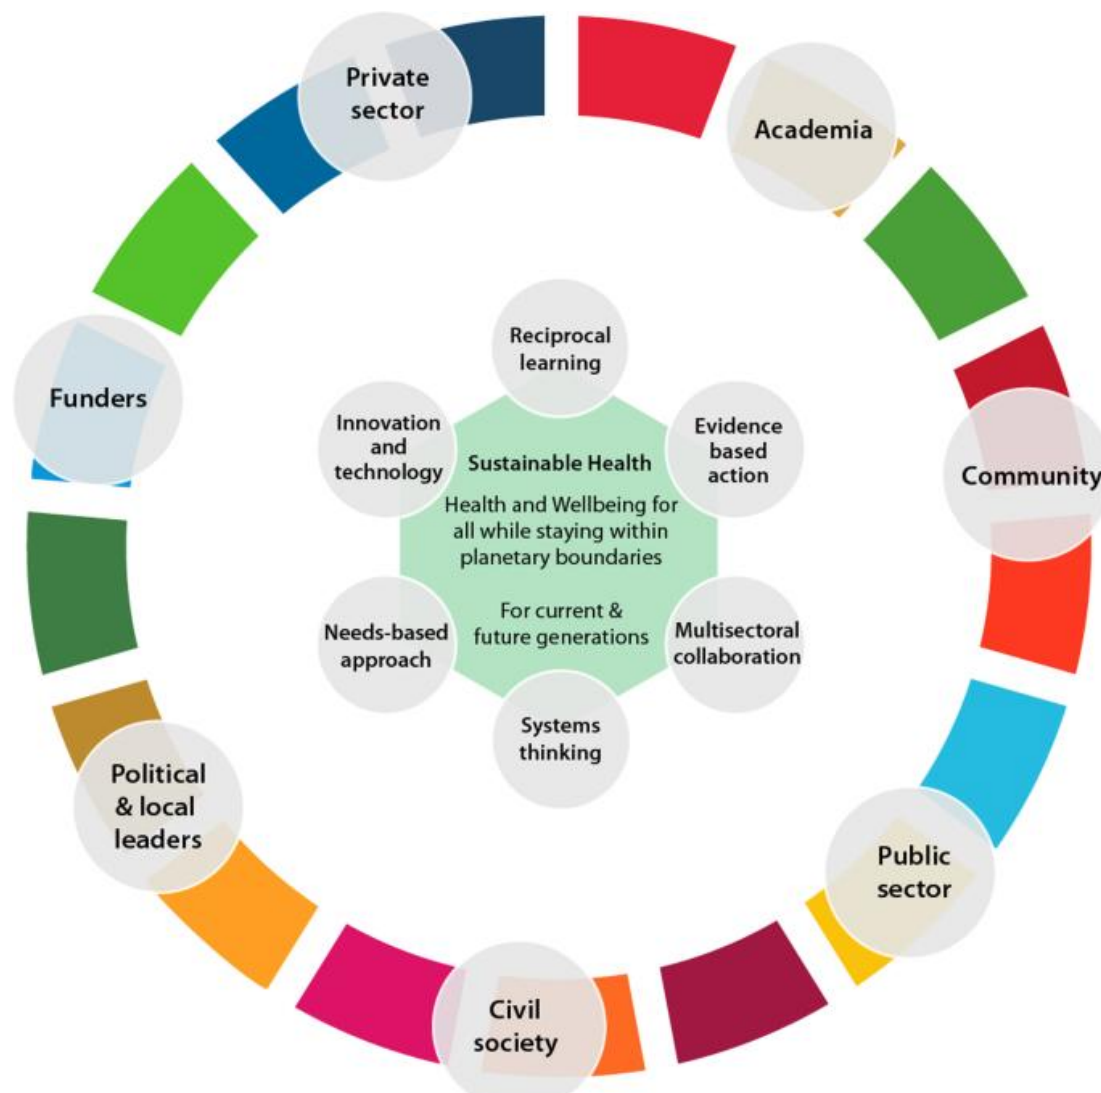 Private
sector
Academia
Reciprocal
learning
Innovation
and
technology
Evidence
based
action
Funders
Sustainable Health
Health and Wellbeing for
all while staying within
planetary boundaries
For current &
future generations
Community
Needs-based
approach
Multisectoral
collaboration
Systems
thinking
Political
& local
leaders
Public
sector
Civil
society